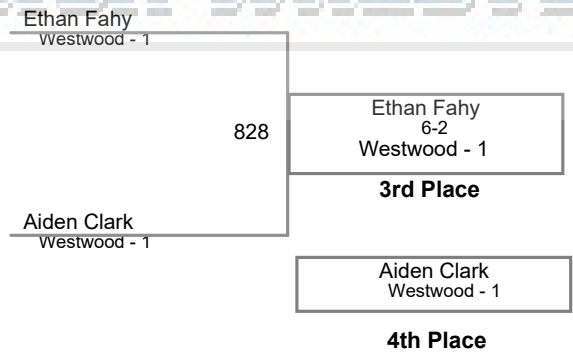 Ethan Fahy
Westwood - 1
828
Ethan Fahy
6-2
Westwood - 1
3rd Place
Aiden Clark
Westwood - 1
Aiden Clark
Westwood - 1
4th Place